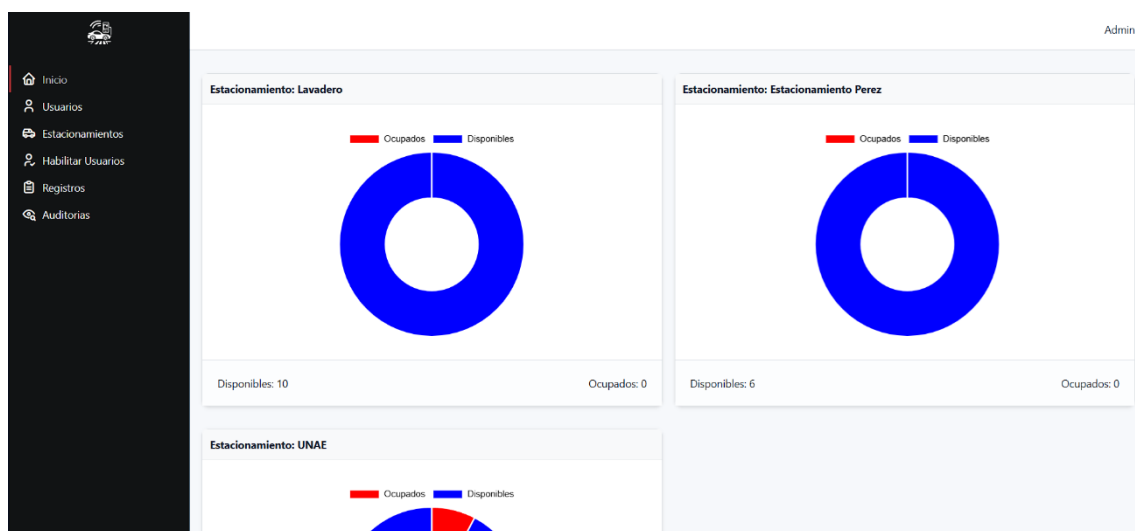 Admin
Inicio
Usuarios
Estacionamientos
Habilitar Usuarios
Registros
Auditorias
Estacionamiento: Lavadero
Ocupados Disponibles
Disponibles: 10 Ocupados: 0
Estacionamiento: Estacionamiento Perez
Ocupados Disponibles
Disponibles: 6 Ocupados: 0
Estacionamiento: UNAE
Ocupados Disponibles